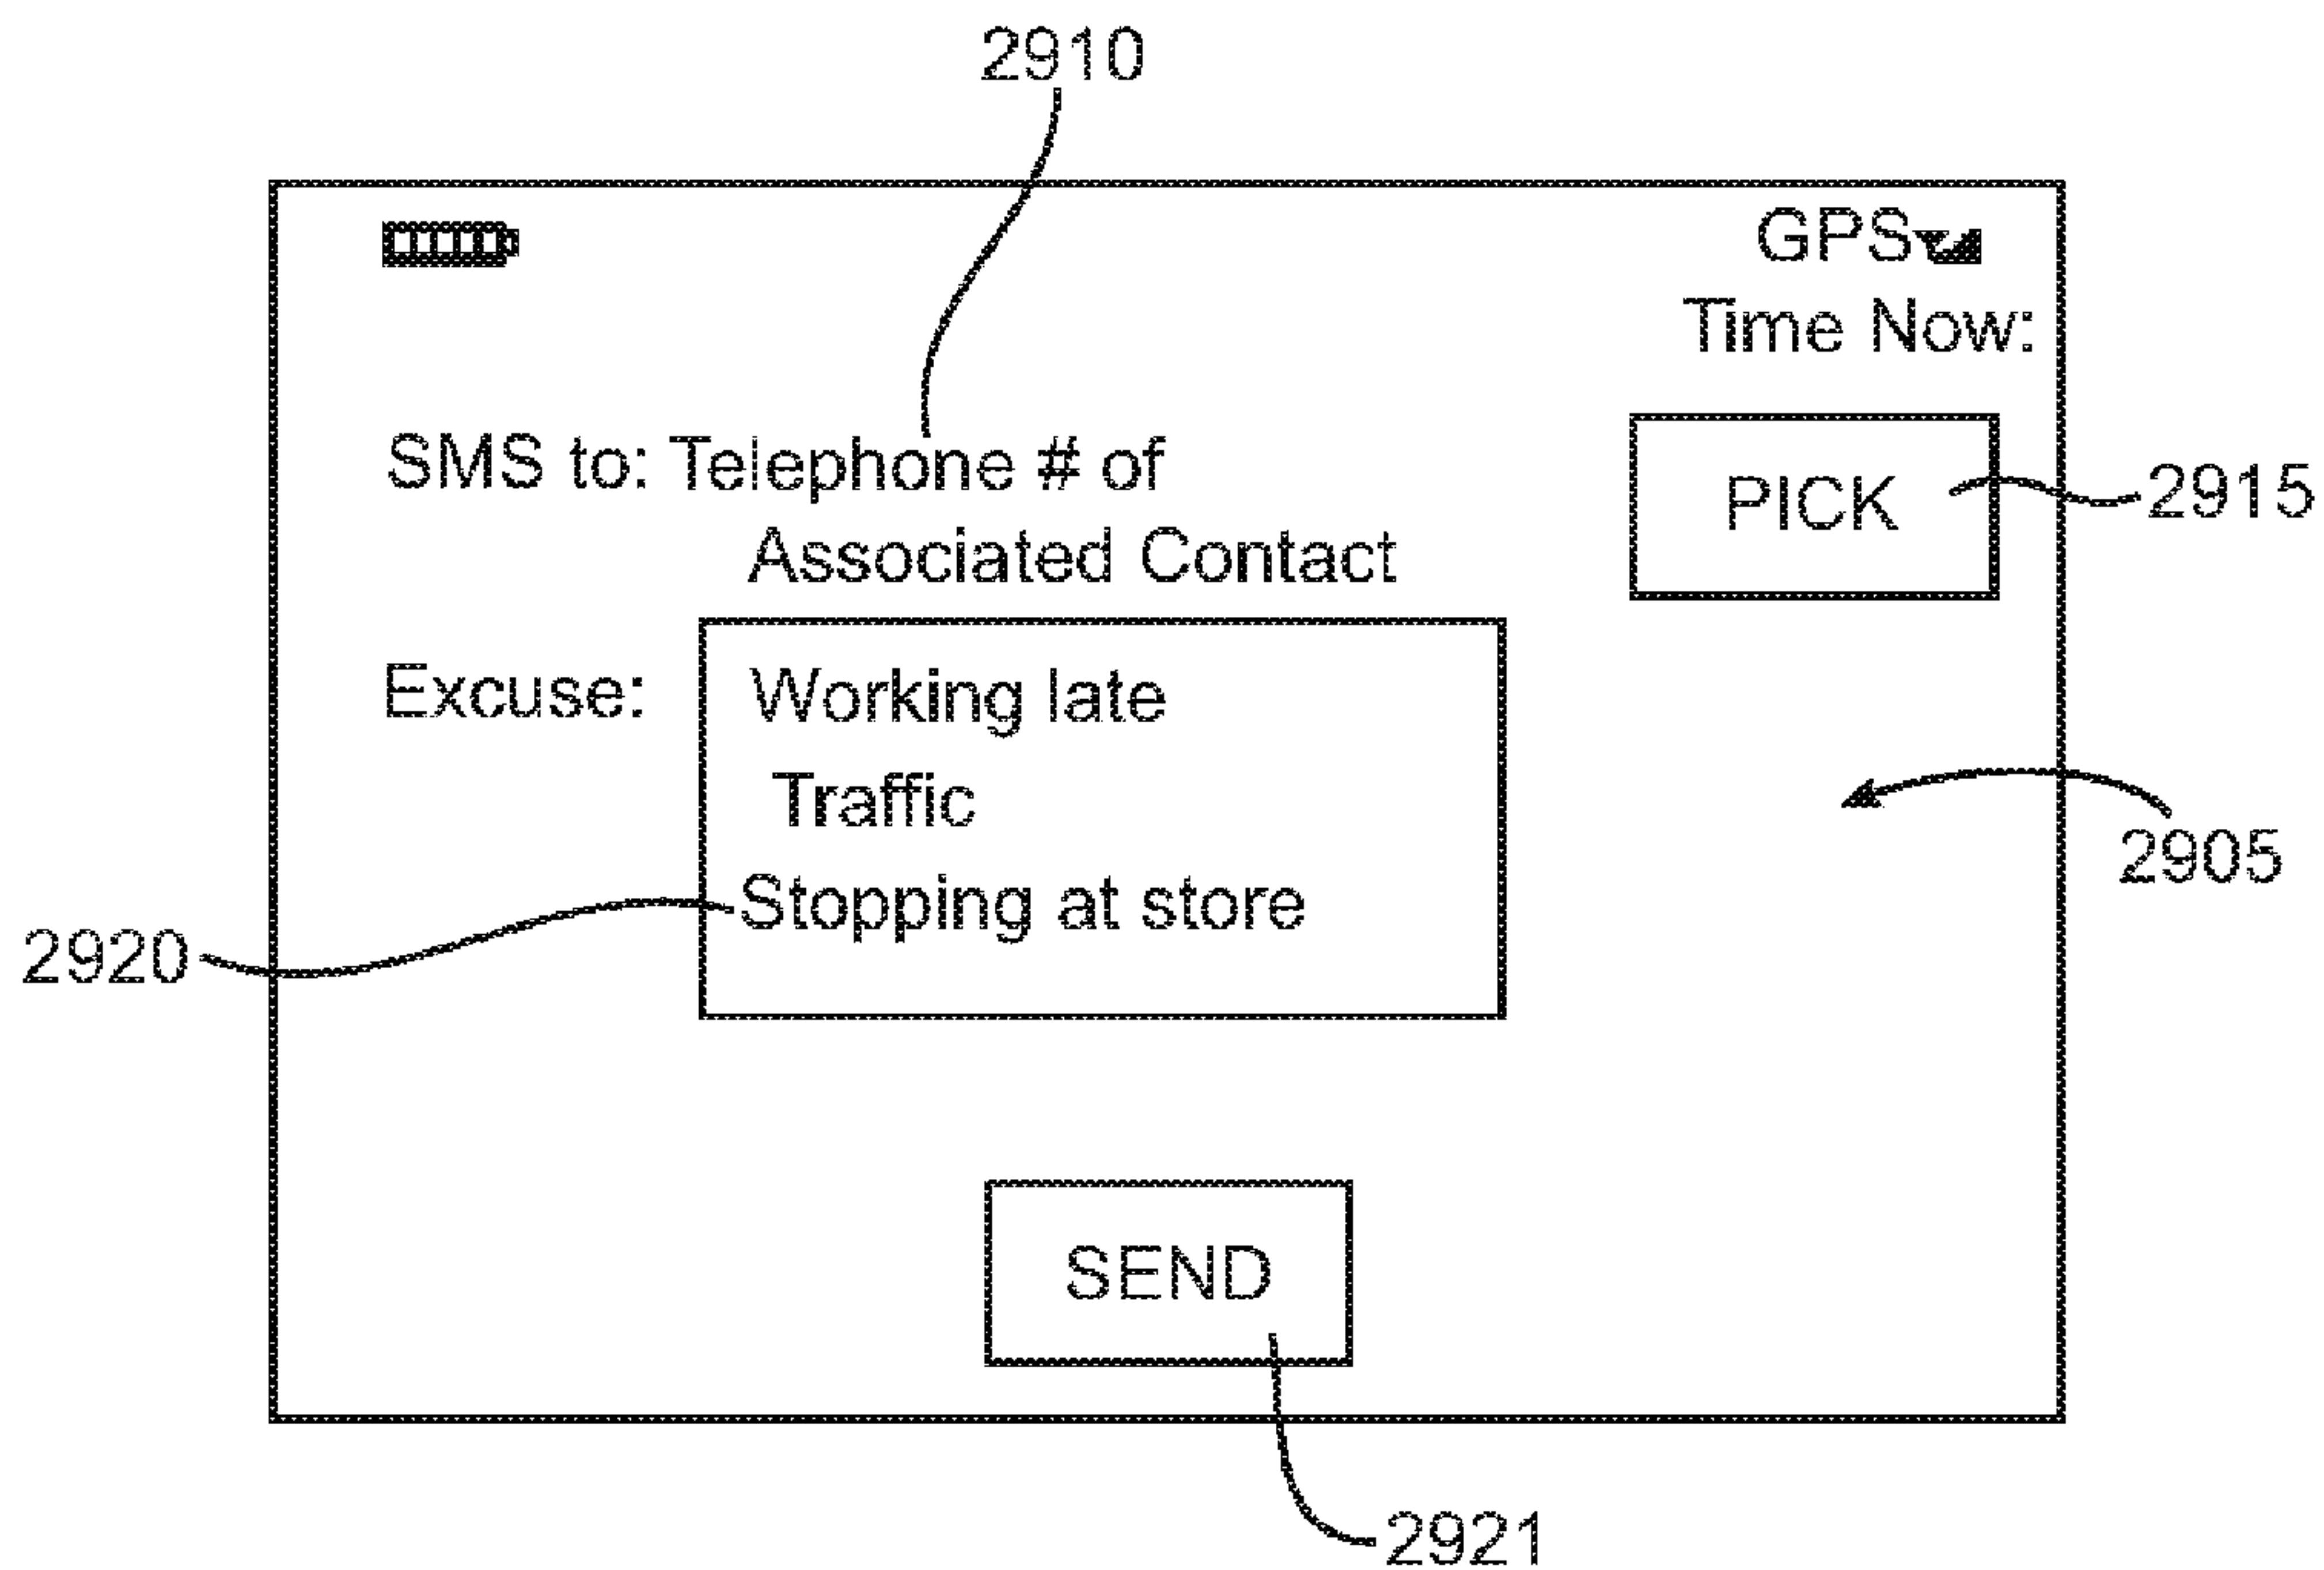 2910
GPS
Time Now:
SMS to: Telephone # of
Associated Contact
PICK
2915
Excuse:
Working late
Traffic
Stopping at store
2905
2920
SEND
2921